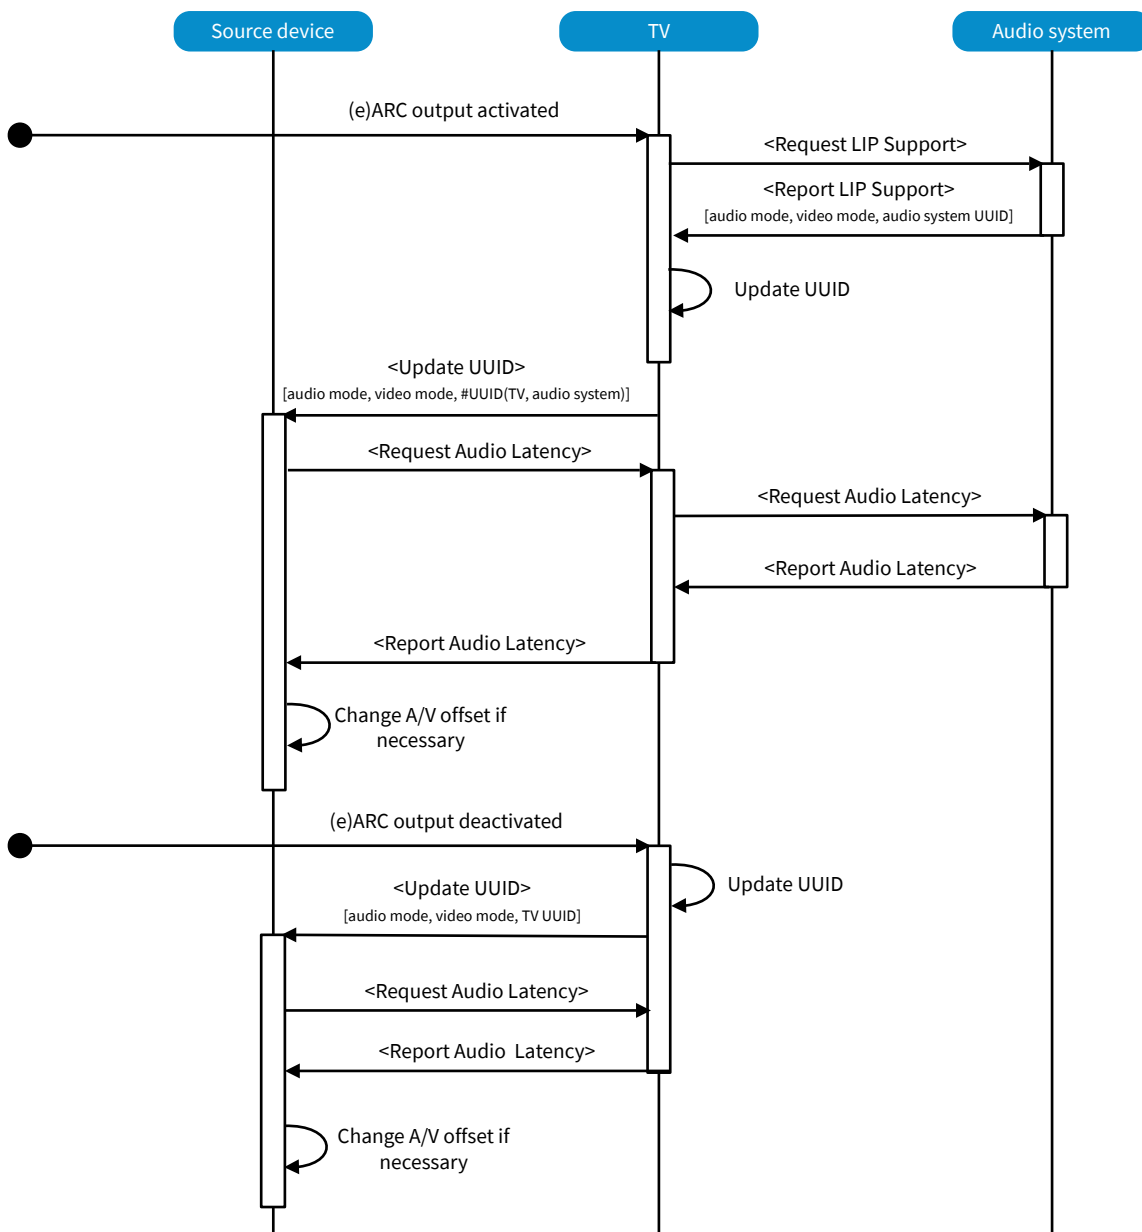 Source device
TV
Audio system
(e)ARC output activated
<Request LIP Support>
<Report LIP Support>
[audio mode, video mode, audio system UUID]
Update UUID
<Update UUID>
[audio mode, video mode, #UUID(TV, audio system)]
<Request Audio Latency>
<Request Audio Latency>
<Report Audio Latency>
<Report Audio Latency>
Change A/V offset if
necessary
(e)ARC output deactivated
Update UUID
<Update UUID>
[audio mode, video mode, TV UUID]
<Request Audio Latency>
<Report Audio  Latency>
Change A/V offset if
necessary